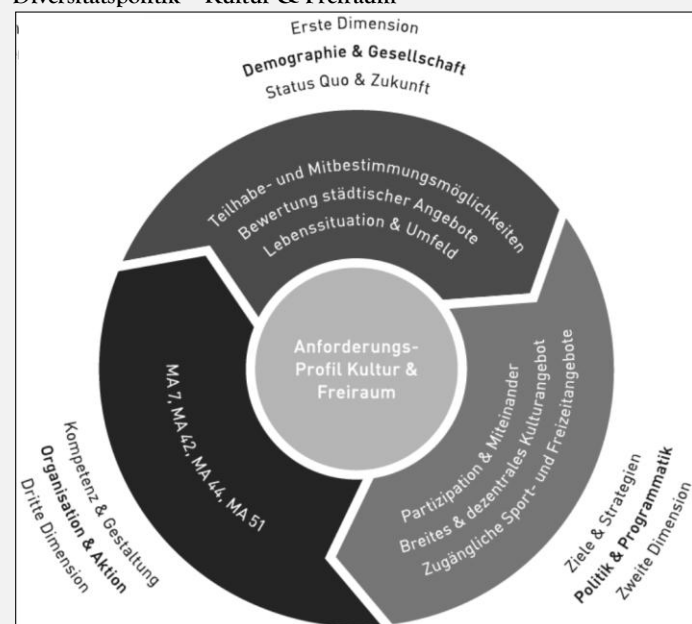 Diversitätspolitik – Kultur & Freiraum
Erste Dimension
Demographie & Gesellschaft
Status Quo & Zukunft
Teilhabe- und Mitbestimmungsmöglichkeiten
Bewertung städtischer Angebote
Lebenssituation & Umfeld
Anforderungs-
Profil Kultur &
Freiraum
Partizipation & Miteinander
Breites & dezentrales Kulturangebot
Zugängliche Sport- und Freizeitangebote
Ziele & Strategien
Politik & Programmatik
Zweite Dimension
MA 7, MA 42, MA 44, MA 51
Kompetenz & Gestaltung
Organisation & Aktion
Dritte Dimension